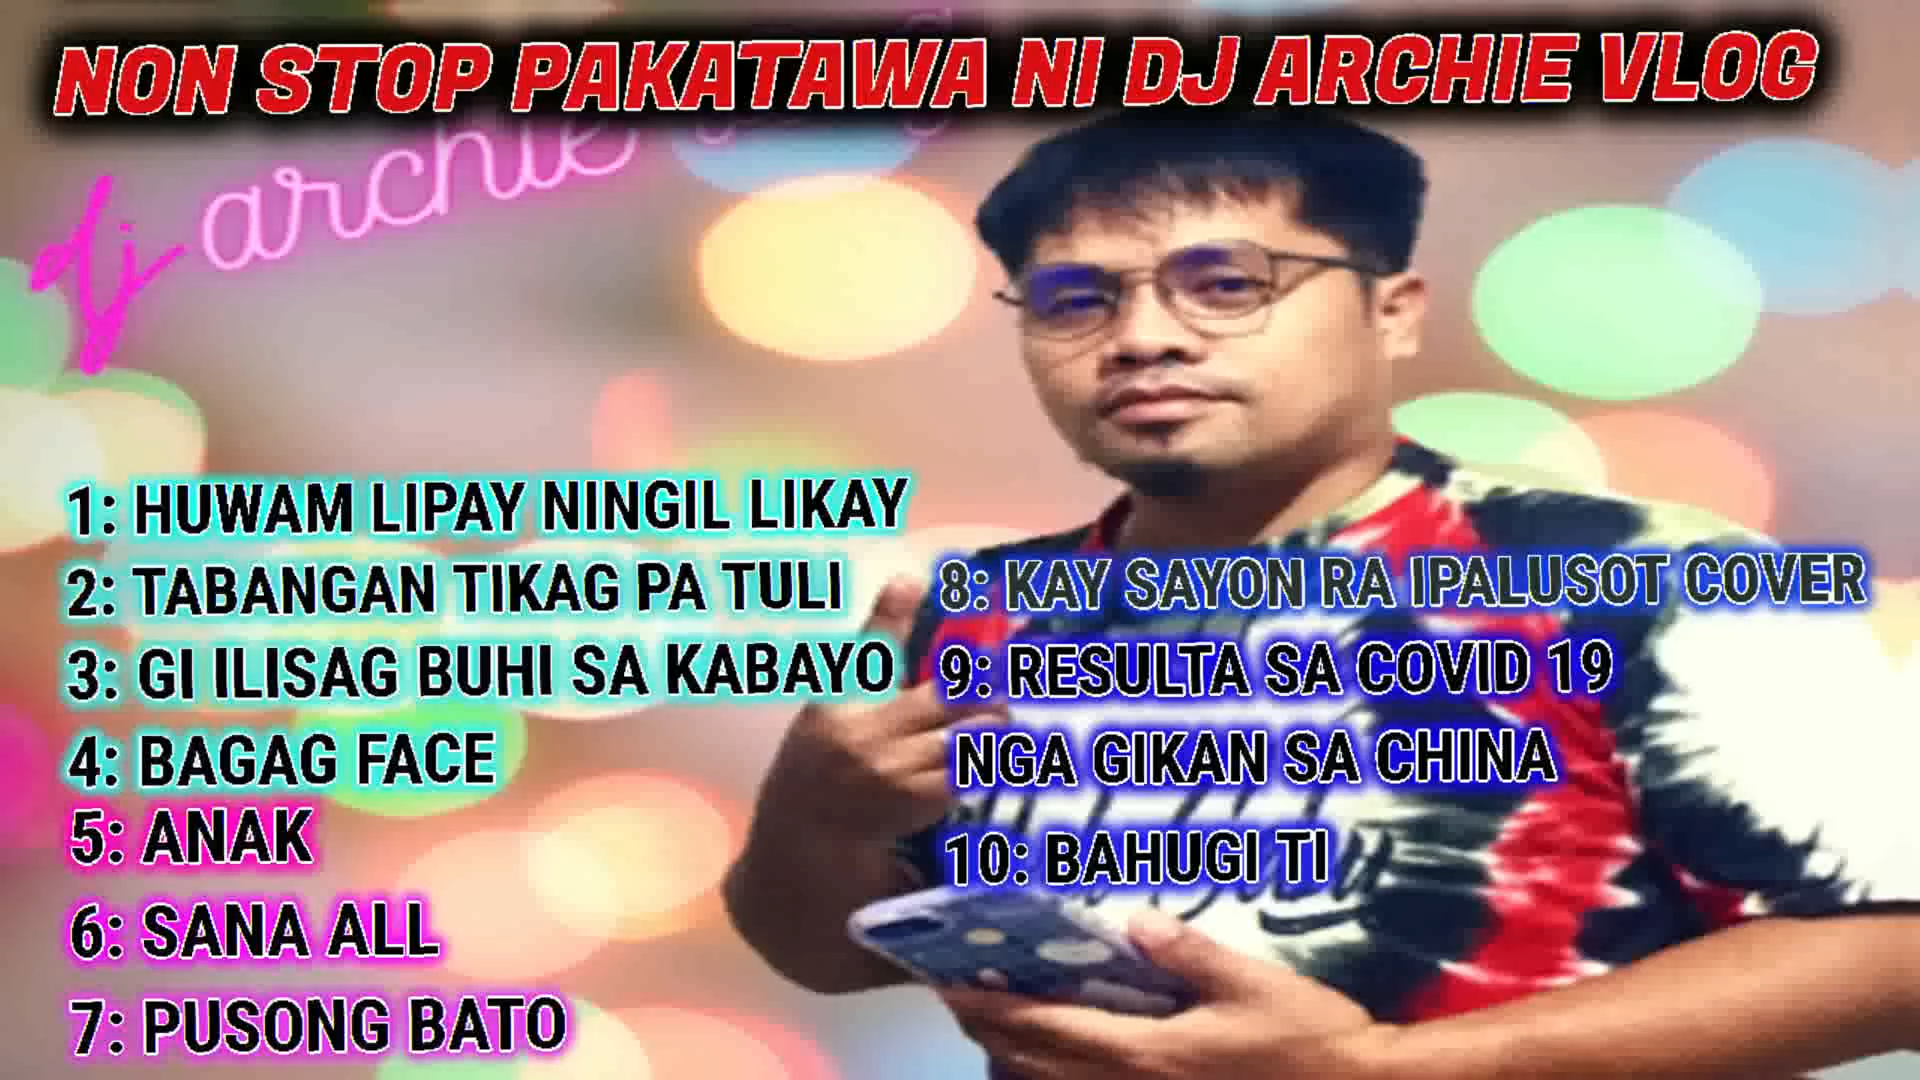 NON STOP PAKATAWA NI DJ ARCHIE VLOG
dj archie
1: HUWAM LIPAY NINGIL LIKAY
2: TABANGAN TIKAG PA TULI
3: GI ILISAG BUHI SA KABAYO
4: BAGAG FACE
5: ANAK
6: SANA ALL
7: PUSONG BATO
8: KAY SAYON RA IPALUSOT COVER
9: RESULTA SA COVID 19
NGA GIKAN SA CHINA
10: BAHUGI TI